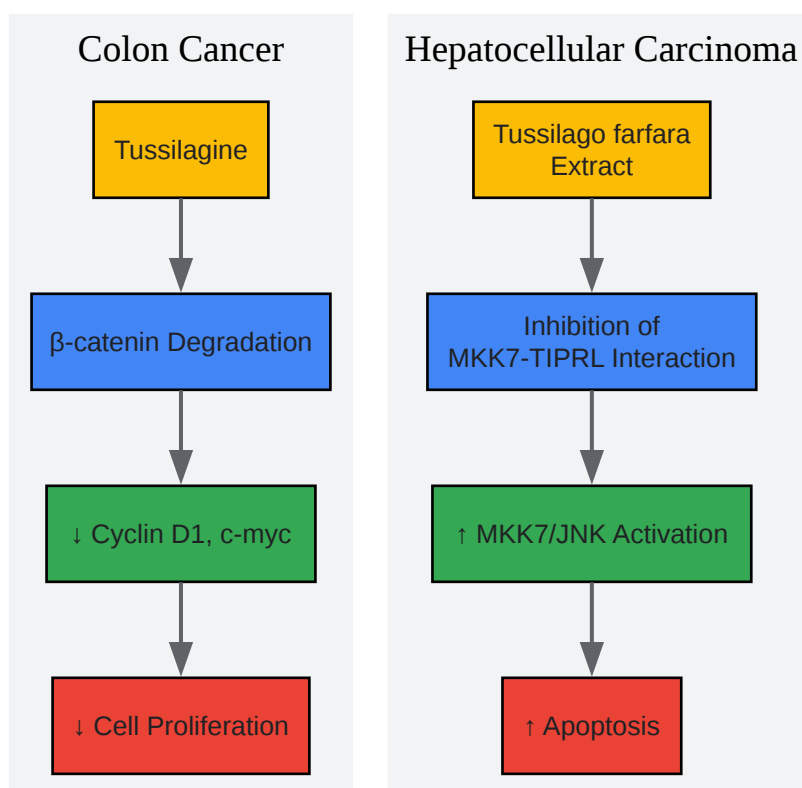 Colon Cancer
Tussilagine
β-catenin Degradation
↓ Cyclin D1, c-myc
↓ Cell Proliferation
Hepatocellular Carcinoma
Tussilago farfara
Extract
Inhibition of
MKK7-TIPRL Interaction
↑ MKK7/JNK Activation
↑ Apoptosis